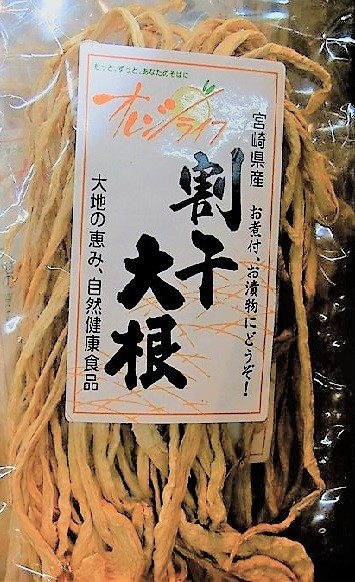 もっと、ずっと、あなたのそばに
オレンジライフ
宮崎県産
お煮付、お漬物にどうぞ!
割干
大根
大地の恵み、自然健康食品